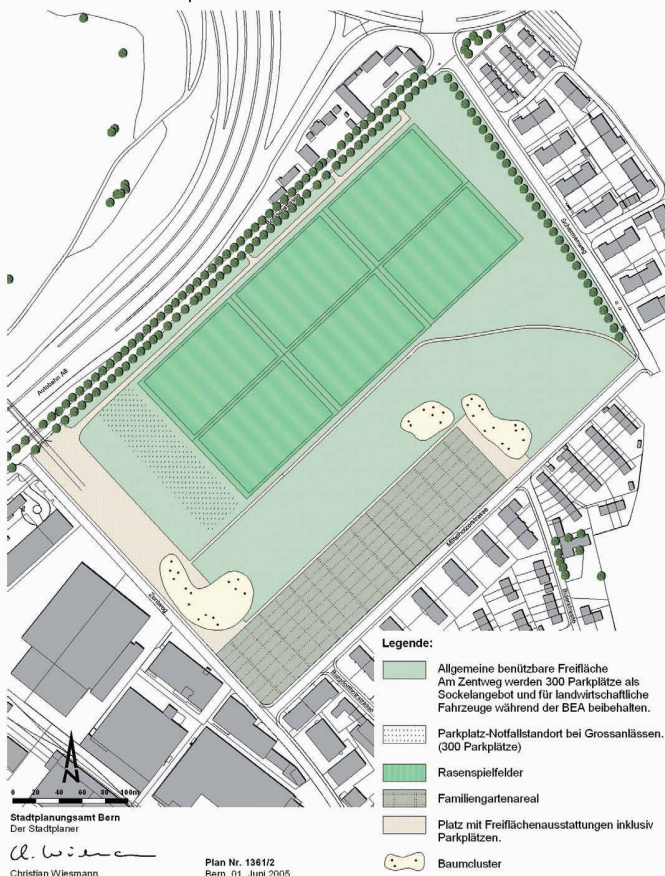 Schermenweg
Autobahn A6
Mittelholzerstrasse
Zentweg
Legende:
Allgemeine benützbare Freifläche
Am Zentweg werden 300 Parkplätze als
Sockelangebot und für landwirtschaftliche
Fahrzeuge während der BEA beibehalten.
Parkplatz-Notfallstandort bei Grossanlässen.
(300 Parkplätze)
Rasenspielfelder
Familiengartenareal
Platz mit Freiflächenausstattungen inklusiv
Parkplätzen.
Baumcluster
N
0 20 40 60 80 100m
Stadtplanungsamt Bern
Der Stadtplaner
Christian Wiesmann
Plan Nr. 1361/2
Bern, 01. Juni 2005